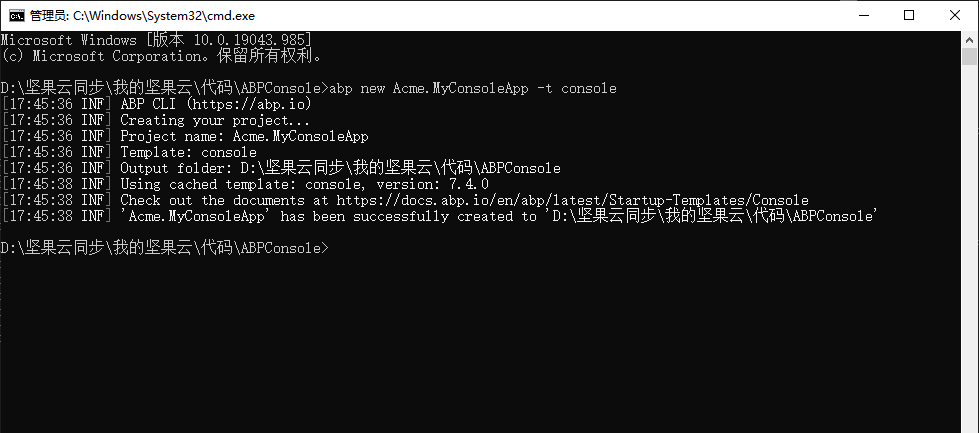 管理员: C:\Windows\System32\cmd.exe
Microsoft Windows [版本 10.0.19043.985]
(c) Microsoft Corporation。保留所有权利。
D:\坚果云同步\我的坚果云\代码\ABPConsole>abp new Acme.MyConsoleApp -t console
[17:45:36 INF] ABP CLI (https://abp.io)
[17:45:36 INF] Creating your project...
[17:45:36 INF] Project name: Acme.MyConsoleApp
[17:45:36 INF] Template: console
[17:45:36 INF] Output folder: D:\坚果云同步\我的坚果云\代码\ABPConsole
[17:45:38 INF] Using cached template: console, version: 7.4.0
[17:45:38 INF] Check out the documents at https://docs.abp.io/en/abp/latest/Startup-Templates/Console
[17:45:38 INF] 'Acme.MyConsoleApp' has been successfully created to 'D:\坚果云同步\我的坚果云\代码\ABPConsole'
D:\坚果云同步\我的坚果云\代码\ABPConsole>